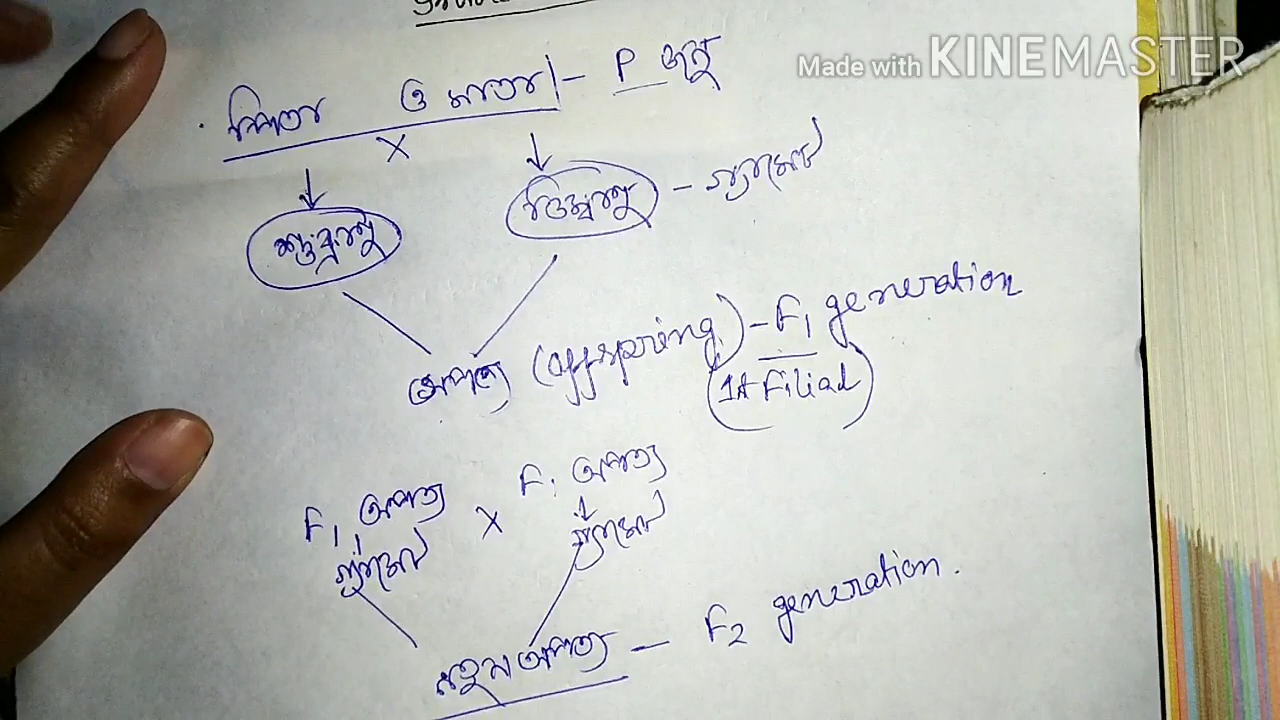 Made with KINEMASTER
পিতা ও মাতা - P জনু
X
শুক্রাণু ডিম্বাণু - গ্যামেট
অপত্য (offspring) - F₁ generation
(1st Filial)
F₁ অপত্য X F₁ অপত্য
গ্যামেট গ্যামেট
নতুন অপত্য - F₂ generation.